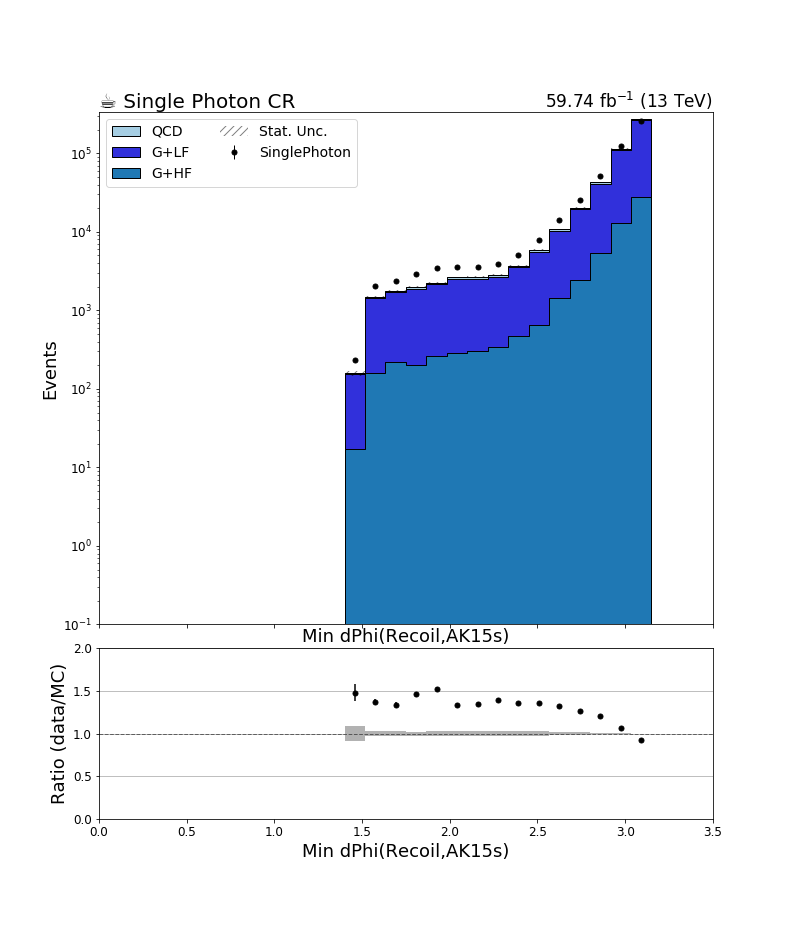 ☕ Single Photon CR
59.74 fb⁻¹ (13 TeV)
QCD
G+LF
G+HF
Stat. Unc.
SinglePhoton
Events
10⁵
10⁴
10³
10²
10¹
10⁰
10⁻¹
Min dPhi(Recoil,AK15s)
Ratio (data/MC)
2.0
1.5
1.0
0.5
0.0
0.0 0.5 1.0 1.5 2.0 2.5 3.0 3.5
Min dPhi(Recoil,AK15s)